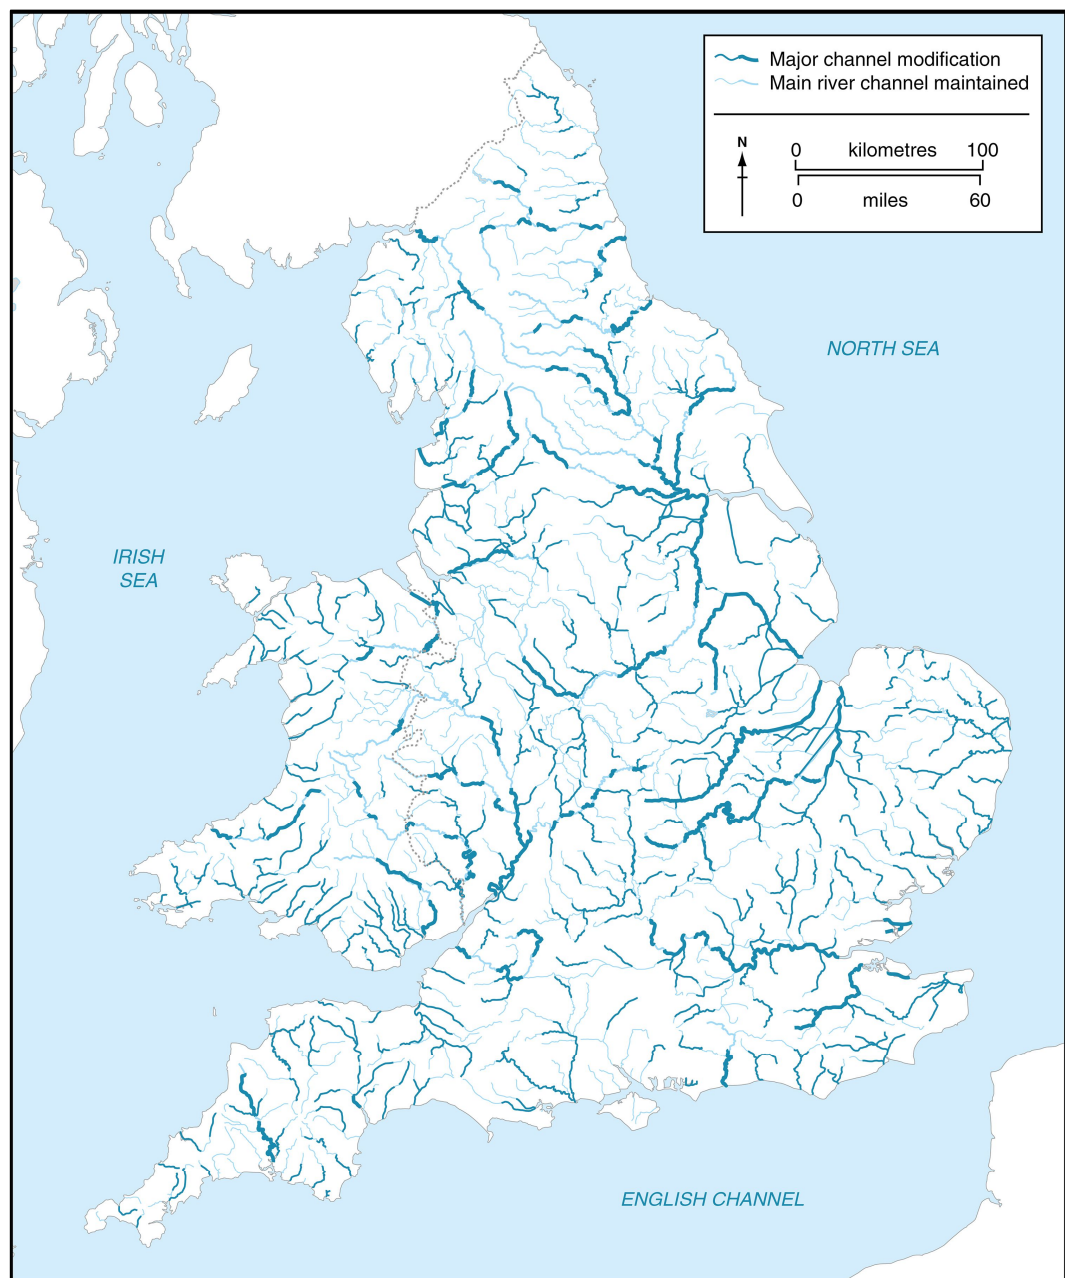 Major channel modification
Main river channel maintained
N
0 kilometres 100
0 miles 60
NORTH SEA
IRISH
SEA
ENGLISH CHANNEL